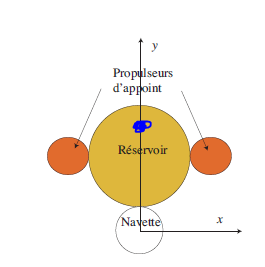 y
Propulseurs
d'appoint
Réservoir
Navette
x